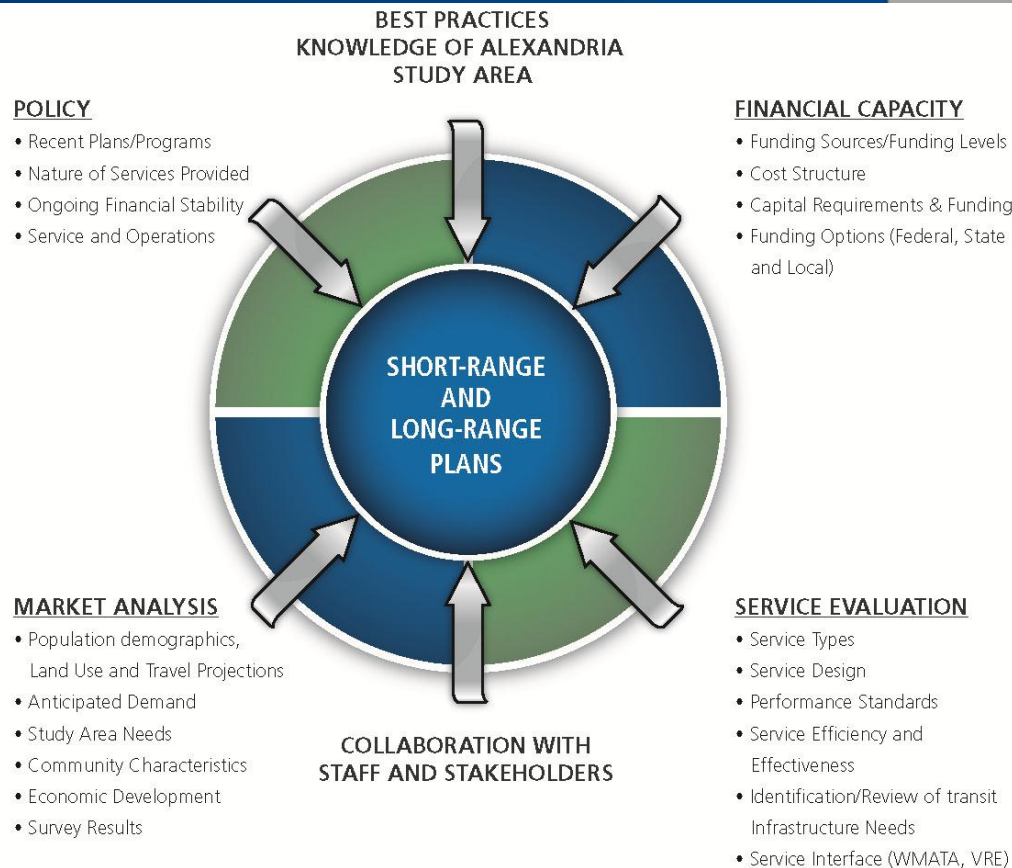 BEST PRACTICES
KNOWLEDGE OF ALEXANDRIA
STUDY AREA
POLICY
• Recent Plans/Programs
• Nature of Services Provided
• Ongoing Financial Stability
• Service and Operations
FINANCIAL CAPACITY
• Funding Sources/Funding Levels
• Cost Structure
• Capital Requirements & Funding
• Funding Options (Federal, State
and Local)
SHORT-RANGE
AND
LONG-RANGE
PLANS
MARKET ANALYSIS
• Population demographics,
Land Use and Travel Projections
• Anticipated Demand
• Study Area Needs
• Community Characteristics
• Economic Development
• Survey Results
COLLABORATION WITH
STAFF AND STAKEHOLDERS
SERVICE EVALUATION
• Service Types
• Service Design
• Performance Standards
• Service Efficiency and
Effectiveness
• Identification/Review of transit
Infrastructure Needs
• Service Interface (WMATA, VRE)